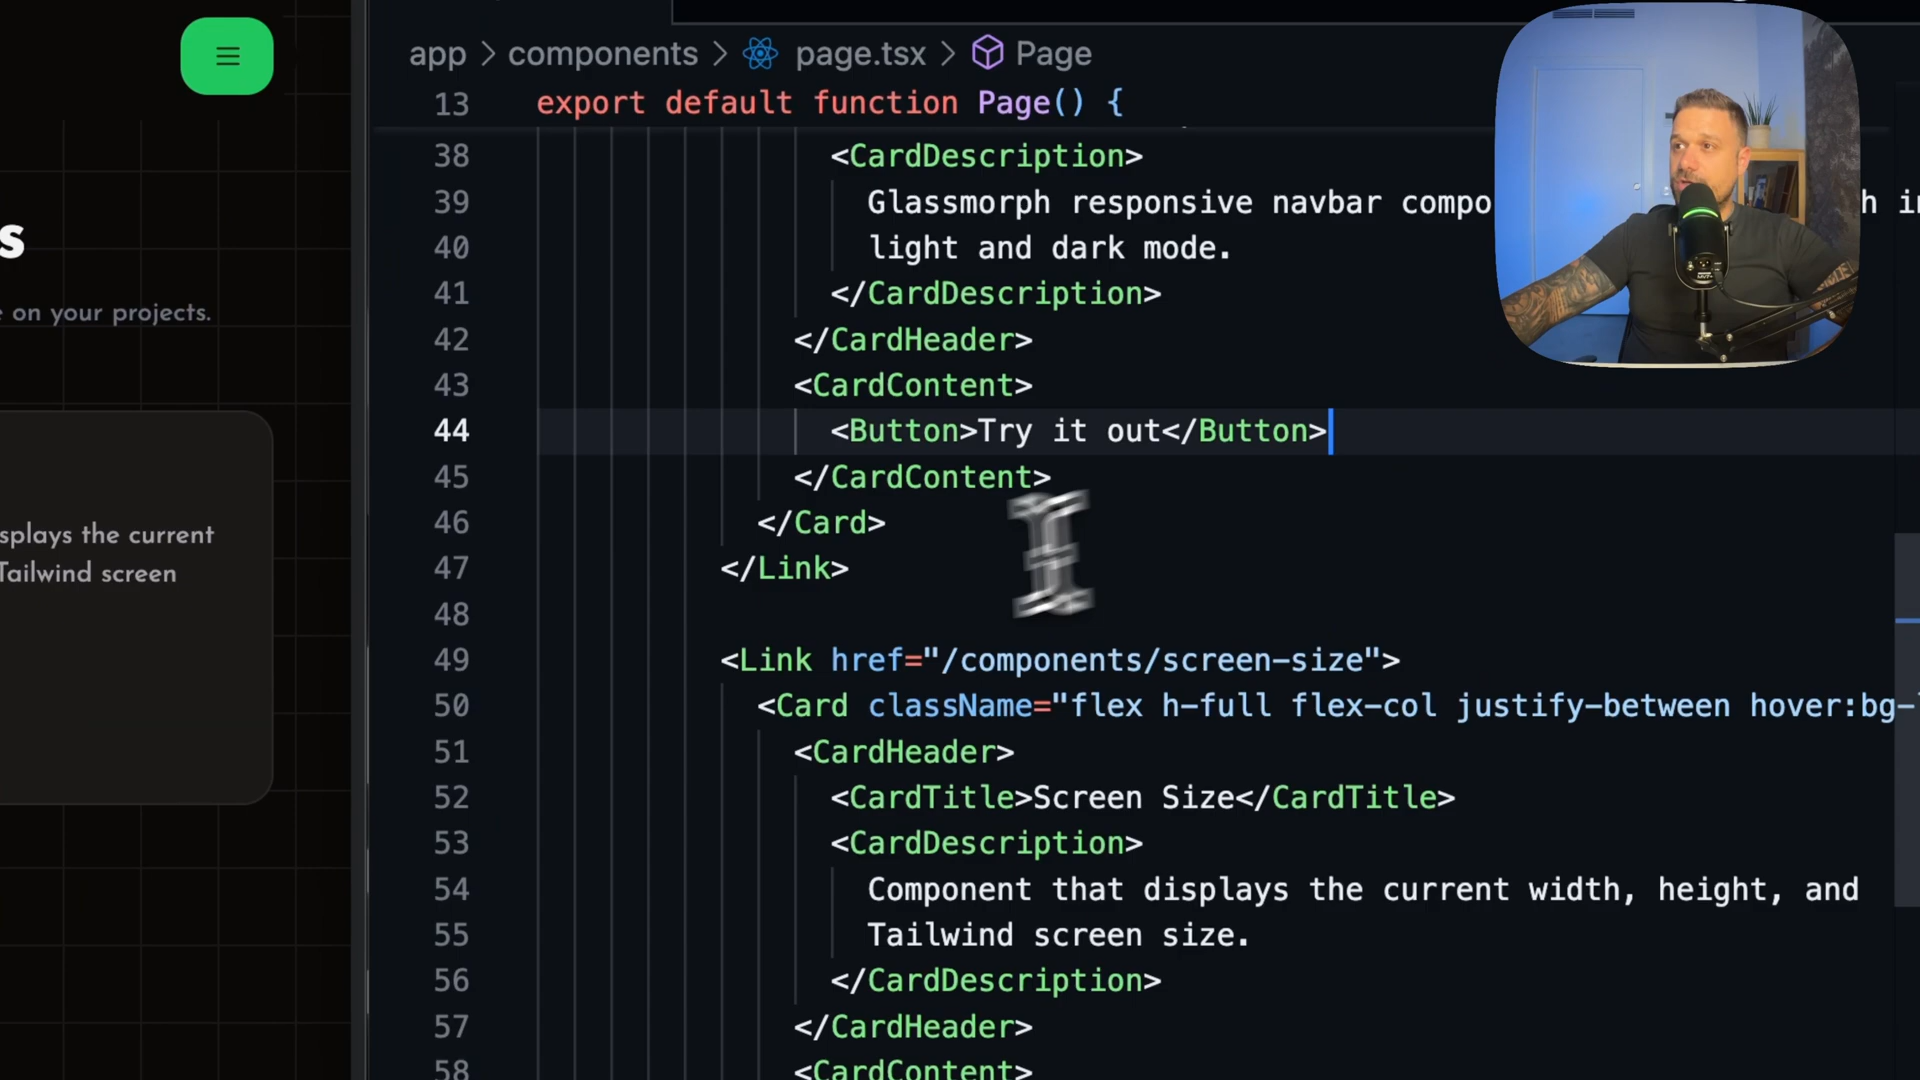 s
e on your projects.
splays the current
Tailwind screen
app > components > page.tsx > Page
13 export default function Page() {
38 <CardDescription>
39 Glassmorph responsive navbar compo h in
40 light and dark mode.
41 </CardDescription>
42 </CardHeader>
43 <CardContent>
44 <Button>Try it out</Button>
45 </CardContent>
46 </Card>
47 </Link>
48
49 <Link href="/components/screen-size">
50 <Card className="flex h-full flex-col justify-between hover:bg-
51 <CardHeader>
52 <CardTitle>Screen Size</CardTitle>
53 <CardDescription>
54 Component that displays the current width, height, and
55 Tailwind screen size.
56 </CardDescription>
57 </CardHeader>
58 <CardContent>